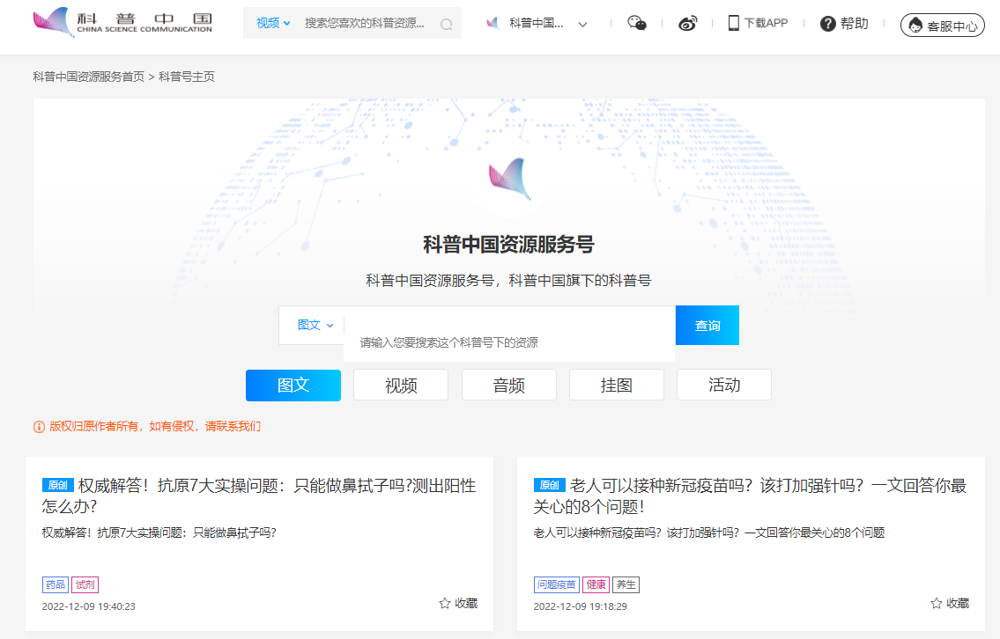 科普中国
CHINA SCIENCE COMMUNICATION
视频 搜索您喜欢的科普资源... 科普中国... 下载APP 帮助 客服中心
科普中国资源服务首页 > 科普号主页
科普中国资源服务号
科普中国资源服务号，科普中国旗下的科普号
图文 请输入您要搜索这个科普号下的资源 查询
图文 视频 音频 挂图 活动
版权归原作者所有，如有侵权，请联系我们
原创 权威解答！抗原7大实操问题：只能做鼻拭子吗?测出阳性
怎么办?
权威解答！抗原7大实操问题：只能做鼻拭子吗?
药品 试剂
2022-12-09 19:40:23 收藏
原创 老人可以接种新冠疫苗吗？该打加强针吗？一文回答你最
关心的8个问题！
老人可以接种新冠疫苗吗？该打加强针吗？一文回答你最关心的8个问题
问题疫苗 健康 养生
2022-12-09 19:18:29 收藏